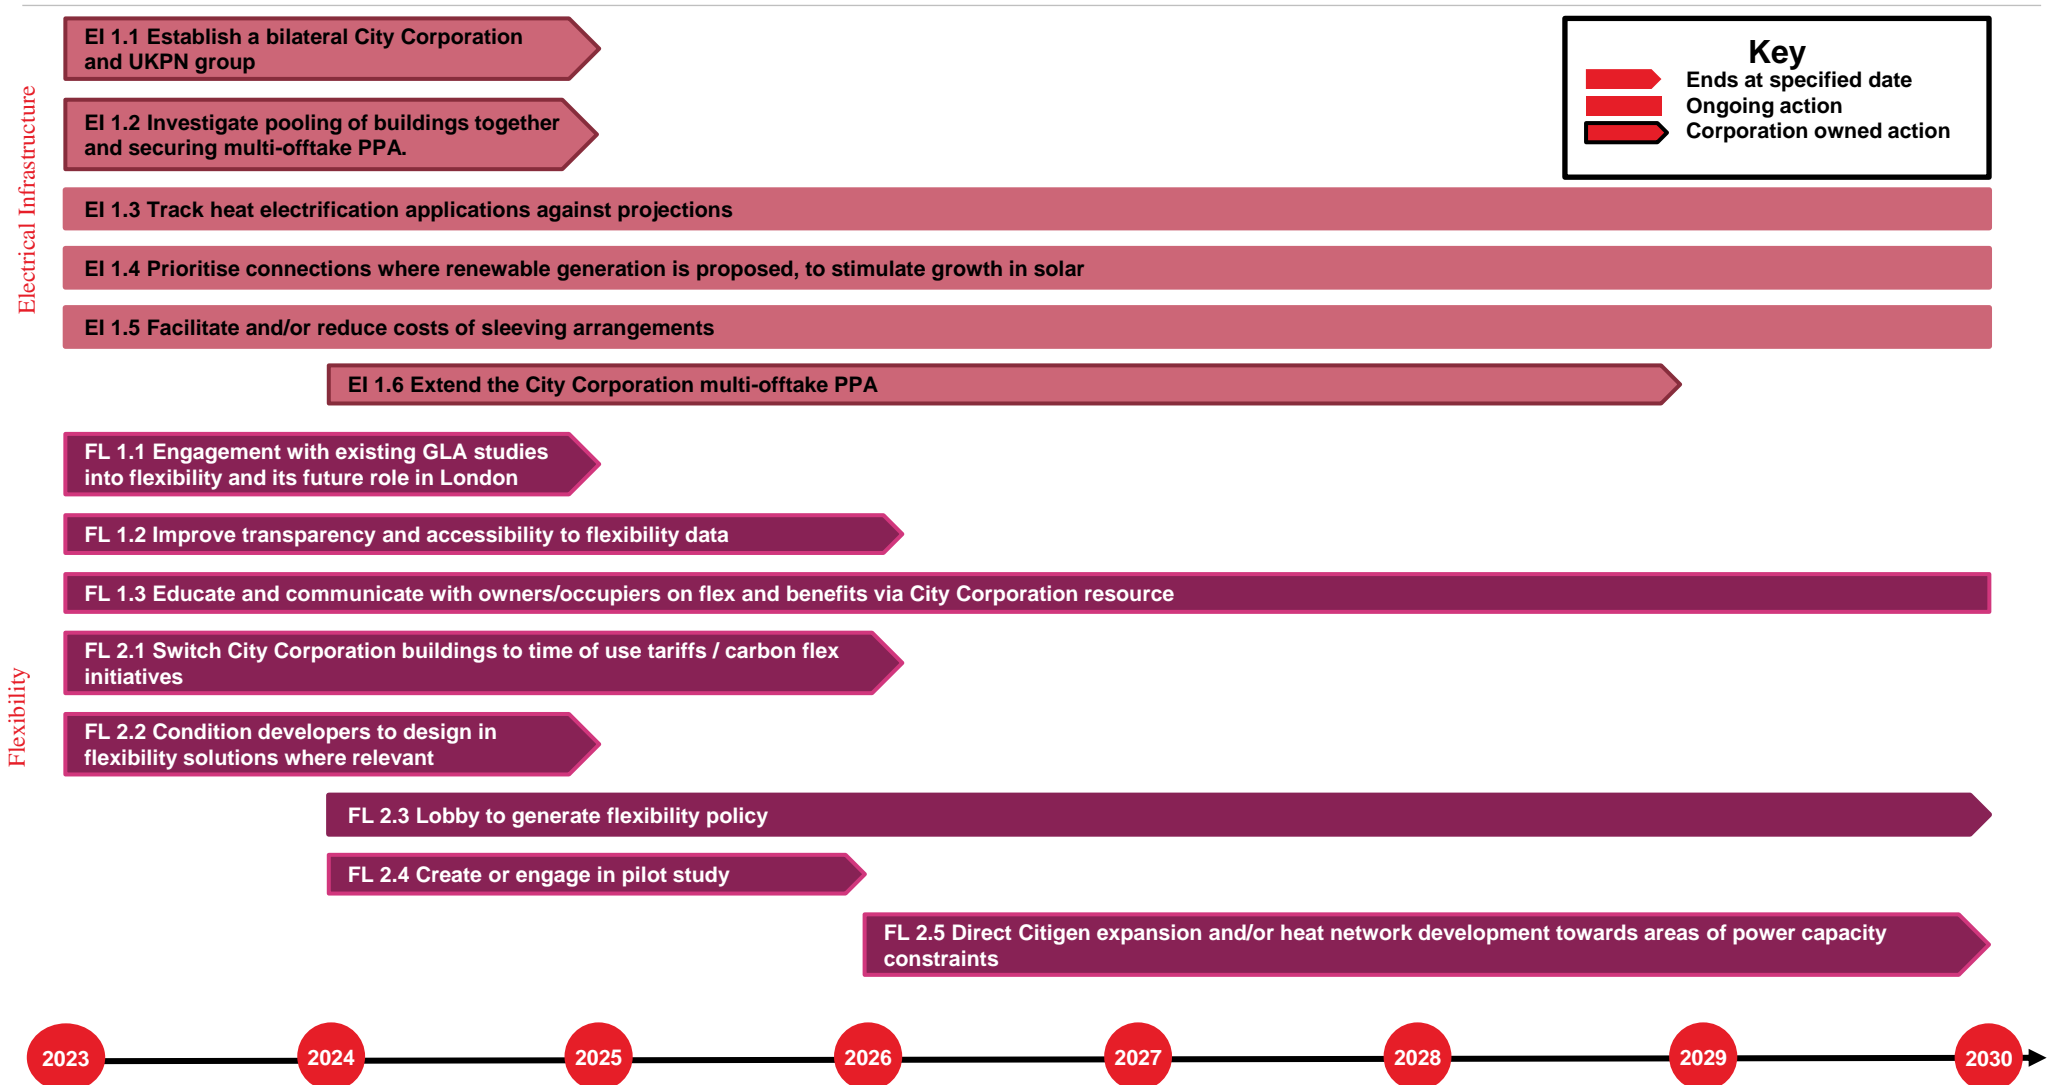 EI 1.1 Establish a bilateral City Corporation
and UKPN group
Key
Ends at specified date
Ongoing action
Corporation owned action
Electrical Infrastructure
EI 1.2 Investigate pooling of buildings together
and securing multi-offtake PPA.
EI 1.3 Track heat electrification applications against projections
EI 1.4 Prioritise connections where renewable generation is proposed, to stimulate growth in solar
EI 1.5 Facilitate and/or reduce costs of sleeving arrangements
EI 1.6 Extend the City Corporation multi-offtake PPA
Flexibility
FL 1.1 Engagement with existing GLA studies
into flexibility and its future role in London
FL 1.2 Improve transparency and accessibility to flexibility data
FL 1.3 Educate and communicate with owners/occupiers on flex and benefits via City Corporation resource
FL 2.1 Switch City Corporation buildings to time of use tariffs / carbon flex
initiatives
FL 2.2 Condition developers to design in
flexibility solutions where relevant
FL 2.3 Lobby to generate flexibility policy
FL 2.4 Create or engage in pilot study
FL 2.5 Direct Citigen expansion and/or heat network development towards areas of power capacity
constraints
2023
2024
2025
2026
2027
2028
2029
2030